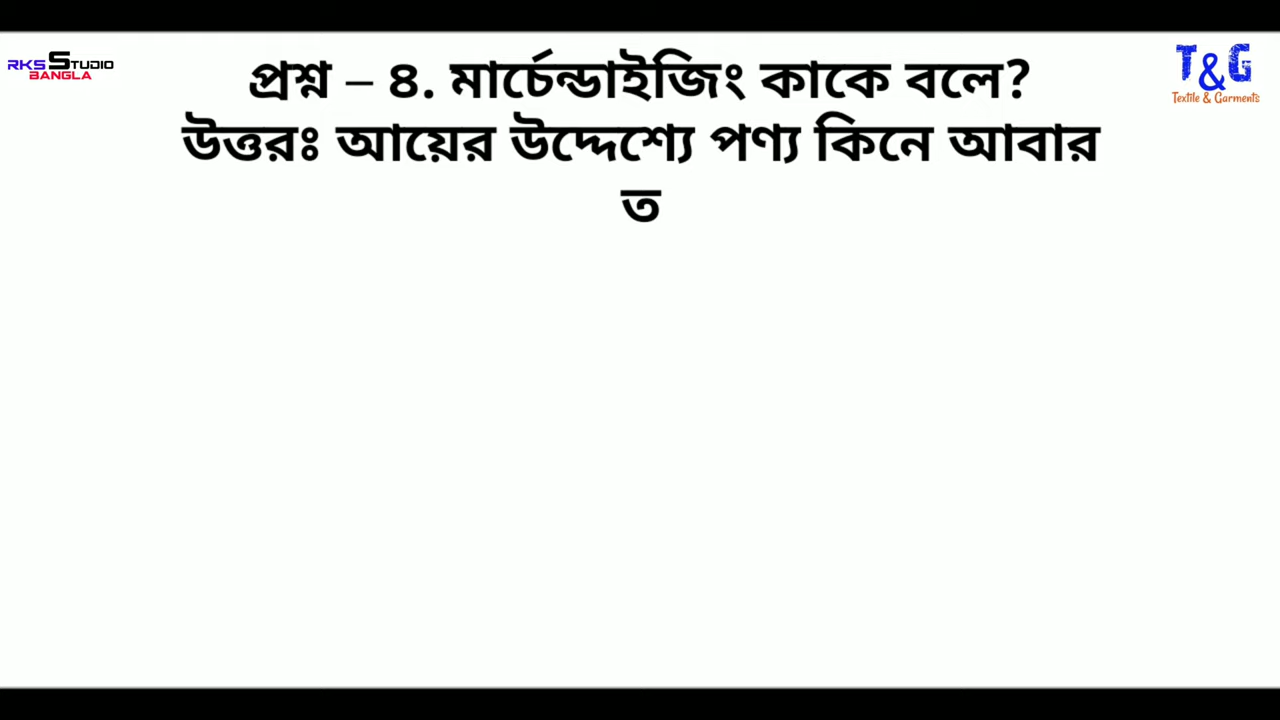 RKS STUDIO
BANGLA
T&G
Textile & Garments
প্রশ্ন – ৪. মার্চেন্ডাইজিং কাকে বলে?
উত্তরঃ আয়ের উদ্দেশ্যে পণ্য কিনে আবার
ত